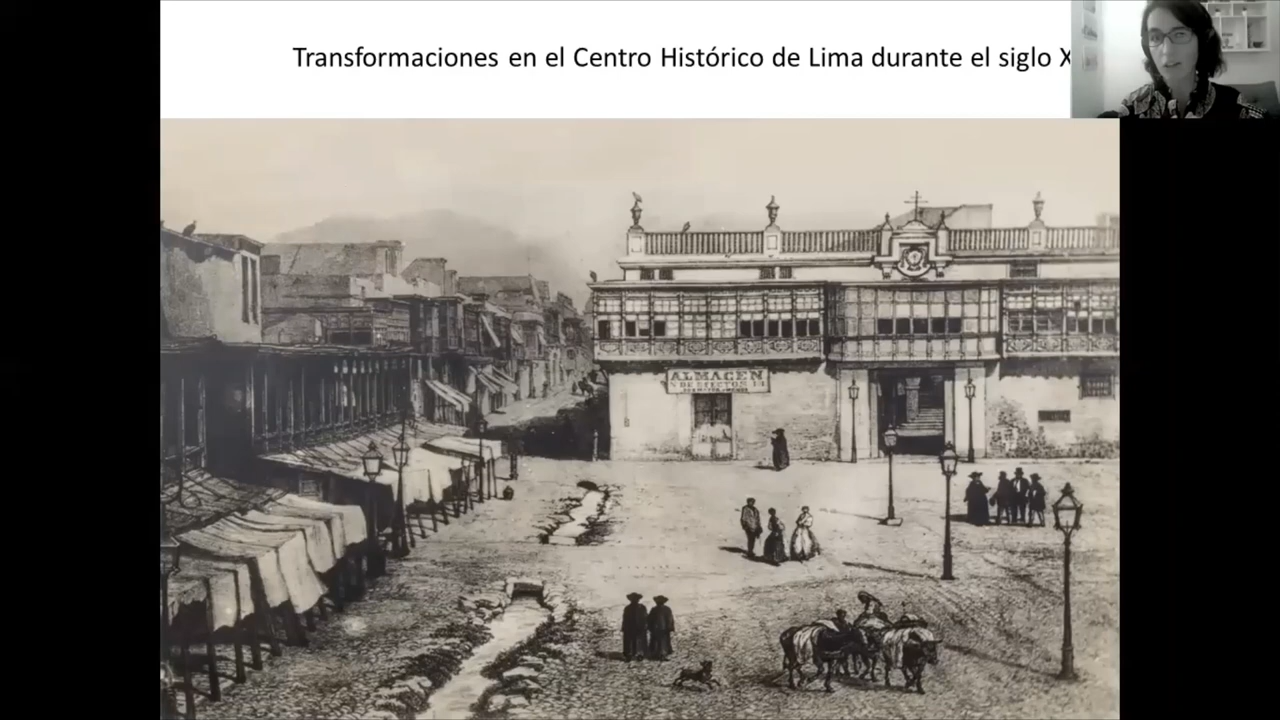 Transformaciones en el Centro Histórico de Lima durante el siglo X
ALMACEN